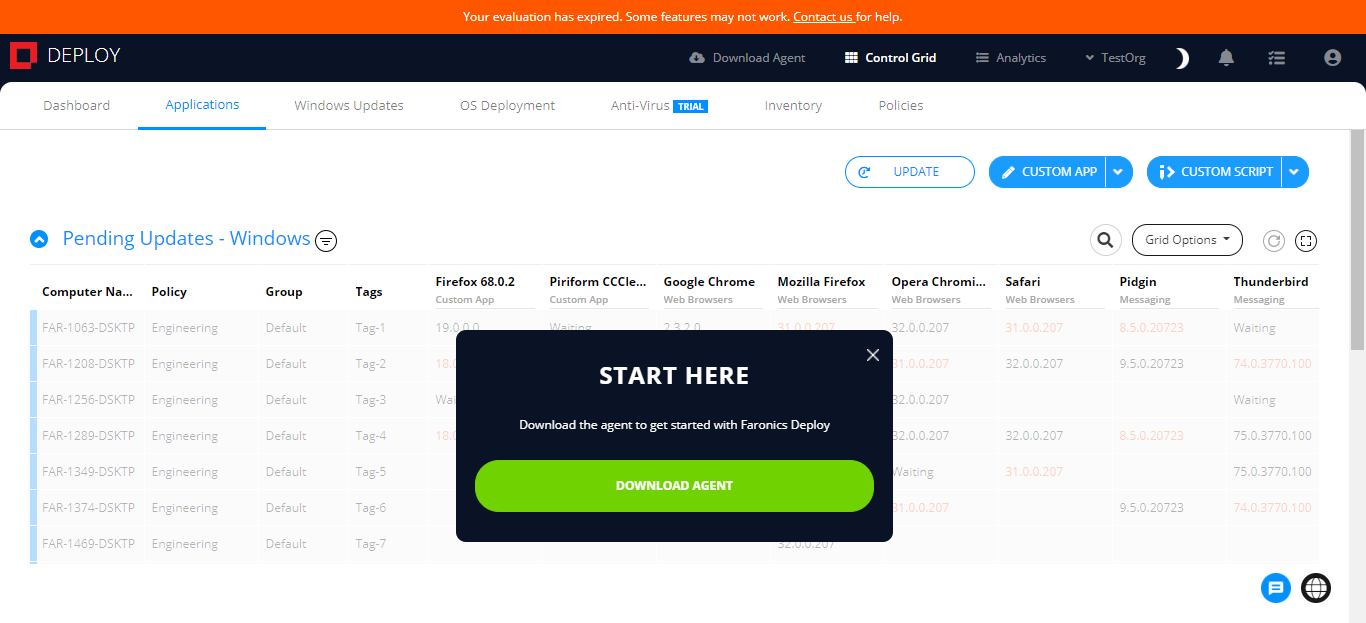 Your evaluation has expired. Some features may not work. Contact us for help.
DEPLOY
Download Agent
Control Grid
Analytics
TestOrg
Dashboard
Applications
Windows Updates
OS Deployment
Anti-Virus TRIAL
Inventory
Policies
UPDATE
CUSTOM APP
CUSTOM SCRIPT
Pending Updates - Windows
Grid Options
Computer Na... Policy Group Tags Firefox 68.0.2 Piriform CCCle... Google Chrome Mozilla Firefox Opera Chromi... Safari Pidgin Thunderbird
Custom App Custom App Web Browsers Web Browsers Web Browsers Web Browsers Messaging Messaging
FAR-1063-DSKTP Engineering Default Tag-1 19.0.0.0 Waiting 2.3.2.0 31.0.0.207 32.0.0.207 31.0.0.207 8.5.0.20723 Waiting
FAR-1208-DSKTP Engineering Default Tag-2 18.0 31.0.0.207 32.0.0.207 9.5.0.20723 74.0.3770.100
FAR-1256-DSKTP Engineering Default Tag-3 Wai 32.0.0.207 Waiting
FAR-1289-DSKTP Engineering Default Tag-4 18.0 32.0.0.207 32.0.0.207 8.5.0.20723 75.0.3770.100
FAR-1349-DSKTP Engineering Default Tag-5 Waiting 31.0.0.207 75.0.3770.100
FAR-1374-DSKTP Engineering Default Tag-6 31.0.0.207 9.5.0.20723 74.0.3770.100
FAR-1469-DSKTP Engineering Default Tag-7 32.0.0.207
START HERE
Download the agent to get started with Faronics Deploy
DOWNLOAD AGENT